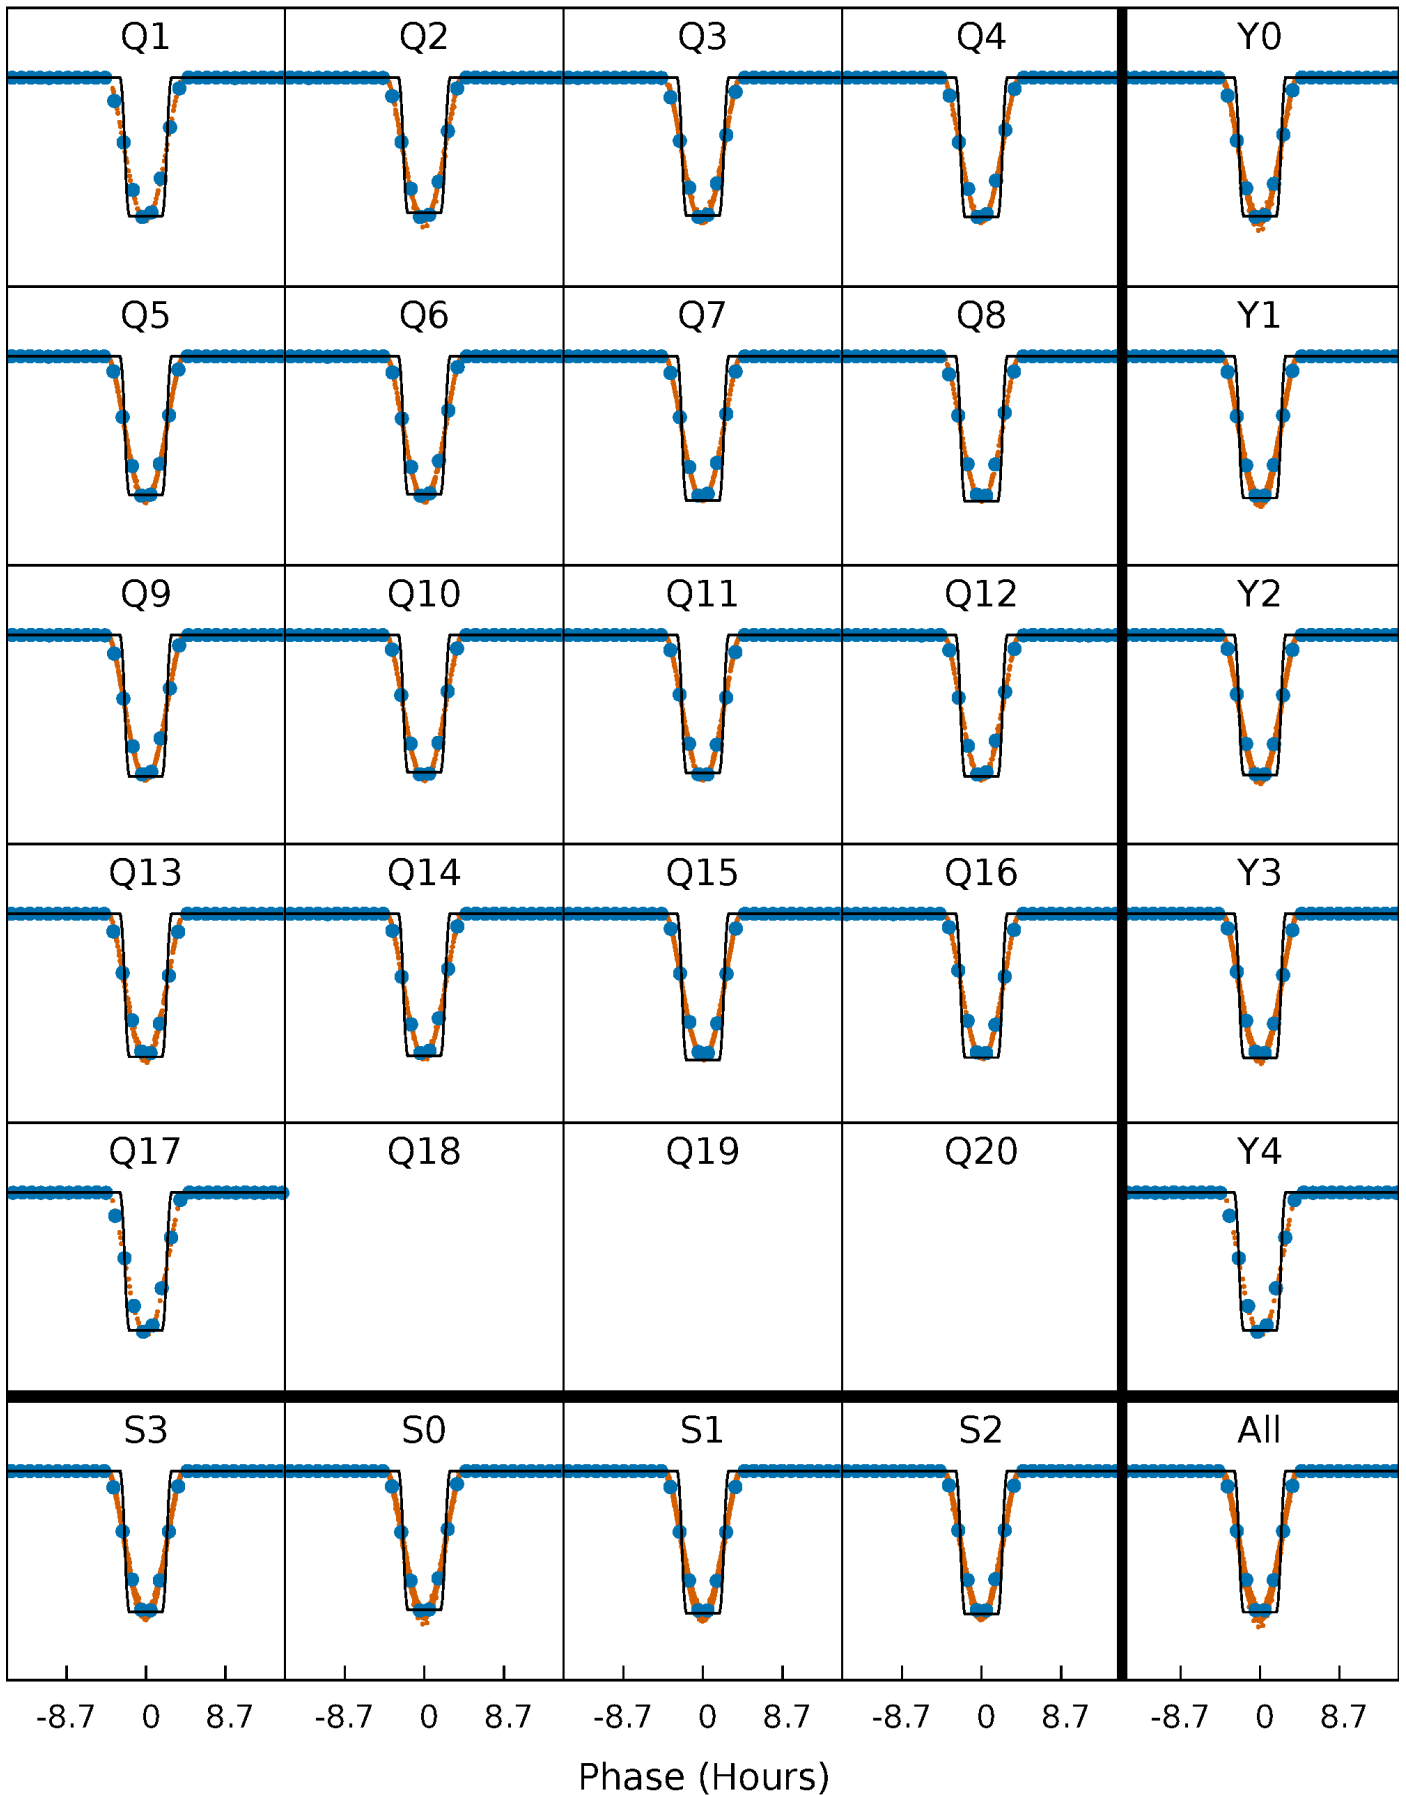 Q1 Q2 Q3 Q4 Y0
Q5 Q6 Q7 Q8 Y1
Q9 Q10 Q11 Q12 Y2
Q13 Q14 Q15 Q16 Y3
Q17 Q18 Q19 Q20 Y4
S3 S0 S1 S2 All
-8.7 0 8.7 -8.7 0 8.7 -8.7 0 8.7 -8.7 0 8.7 -8.7 0 8.7
Phase (Hours)